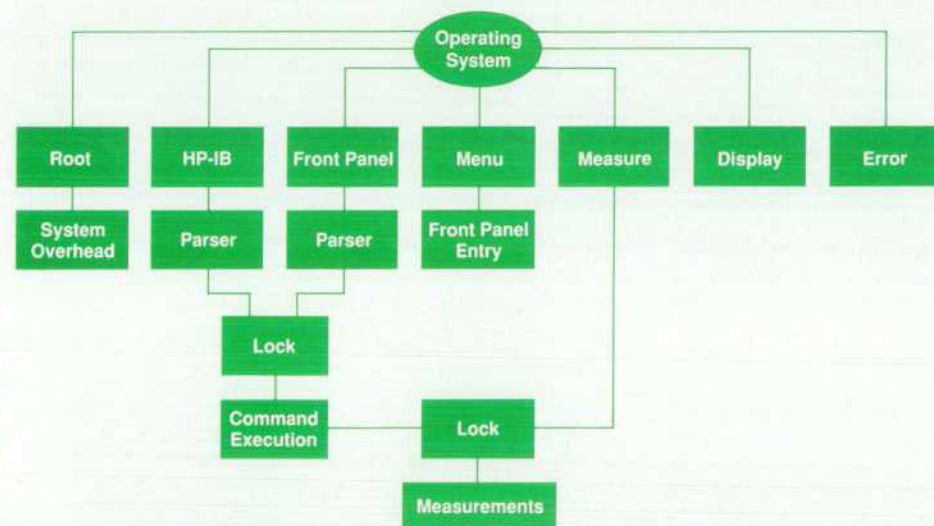 Operating
System
Root
HP-IB
Front Panel
Menu
Measure
Display
Error
System
Overhead
Parser
Parser
Front Panel
Entry
Lock
Command
Execution
Lock
Measurements